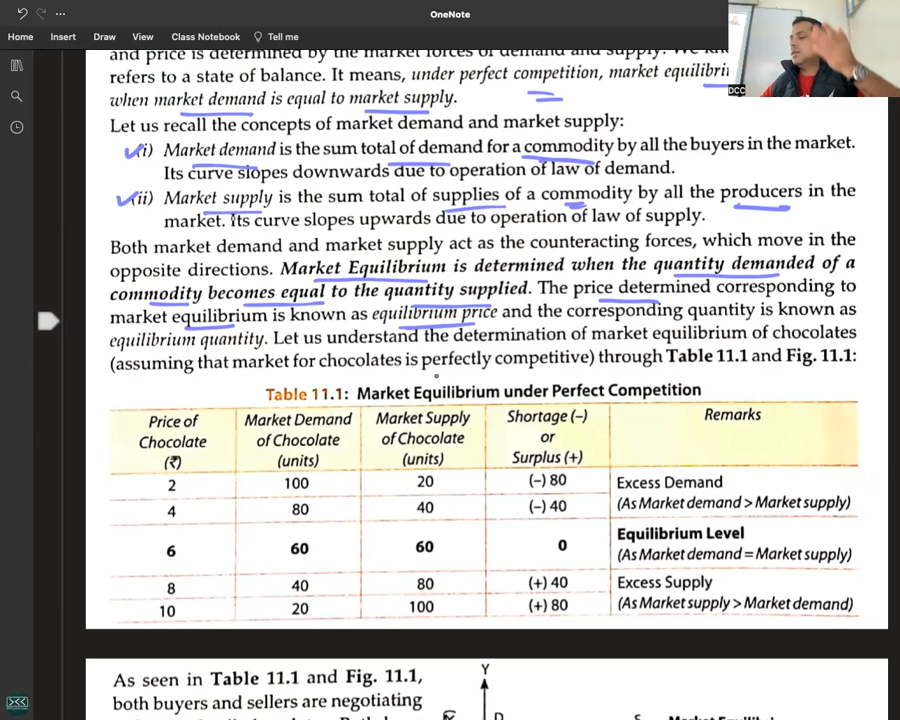 OneNote
Home Insert Draw View Class Notebook Tell me
DCC
and price is determined by the market forces of demand and supply. We
refers to a state of balance. It means, under perfect competition, market
when market demand is equal to market supply.
Let us recall the concepts of market demand and market supply:
(i) Market demand is the sum total of demand for a commodity by all the buyers in the market.
Its curve slopes downwards due to operation of law of demand.
(ii) Market supply is the sum total of supplies of a commodity by all the producers in the
market. Its curve slopes upwards due to operation of law of supply.
Both market demand and market supply act as the counteracting forces, which move in the
opposite directions. Market Equilibrium is determined when the quantity demanded of a
commodity becomes equal to the quantity supplied. The price determined corresponding to
market equilibrium is known as equilibrium price and the corresponding quantity is known as
equilibrium quantity. Let us understand the determination of market equilibrium of chocolates
(assuming that market for chocolates is perfectly competitive) through Table 11.1 and Fig. 11.1:
Table 11.1: Market Equilibrium under Perfect Competition
Price of Chocolate (₹) Market Demand of Chocolate (units) Market Supply of Chocolate (units) Shortage (–) or Surplus (+) Remarks
2 100 20 (–) 80 Excess Demand
4 80 40 (–) 40 (As Market demand > Market supply)
6 60 60 0 Equilibrium Level
(As Market demand = Market supply)
8 40 80 (+) 40 Excess Supply
10 20 100 (+) 80 (As Market supply > Market demand)
As seen in Table 11.1 and Fig. 11.1,
both buyers and sellers are negotiating
Y
D
S